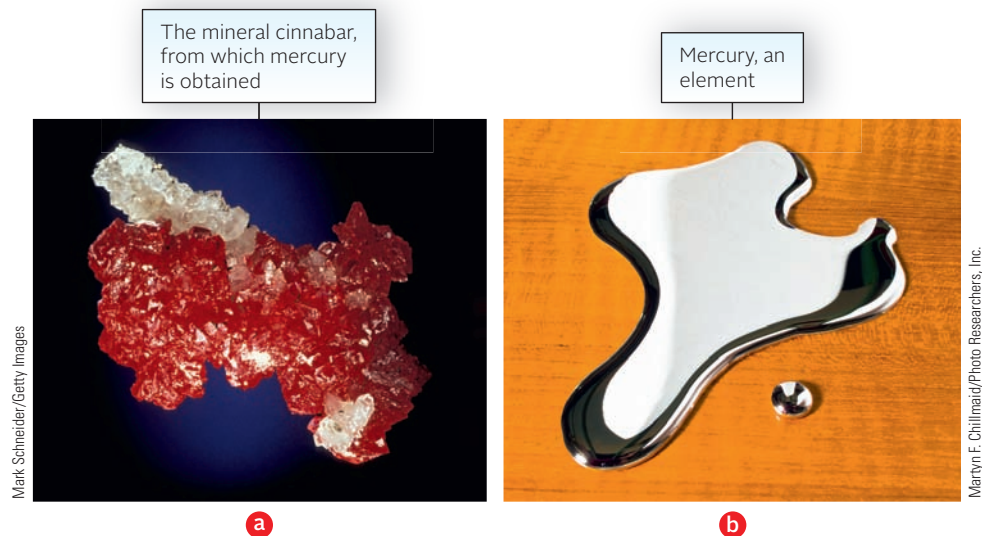 The mineral cinnabar,
from which mercury
is obtained
Mercury, an
element
Mark Schneider/Getty Images
Martyn F. Chillmaid/Photo Researchers, Inc.
a
b